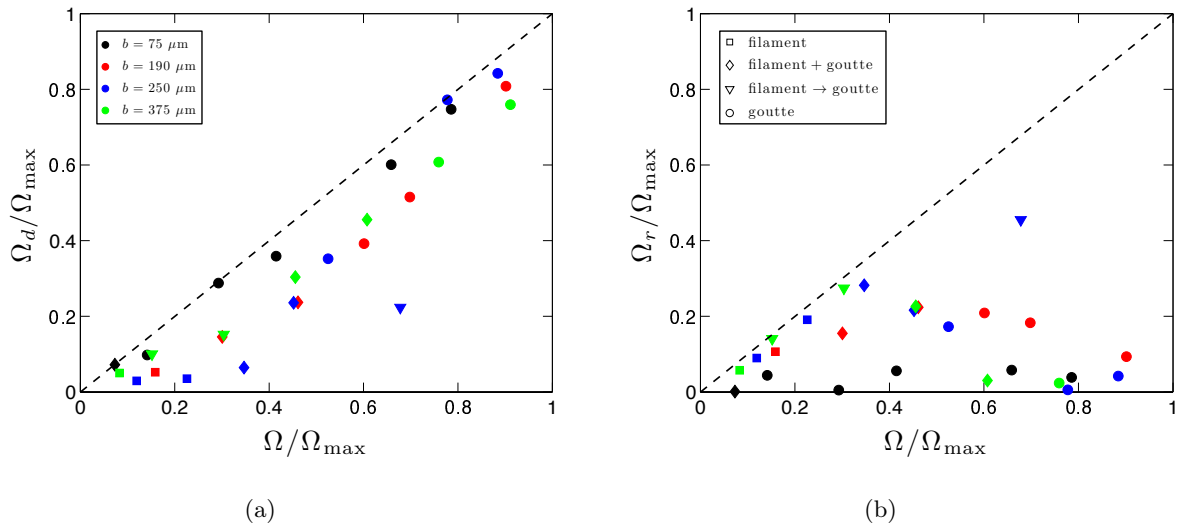 1
0.8
0.6
0.4
0.2
0
0
0.2
0.4
0.6
0.8
1
Ω_d/Ω_max
Ω/Ω_max
b = 75 μm
b = 190 μm
b = 250 μm
b = 375 μm
(a)
1
0.8
0.6
0.4
0.2
0
0
0.2
0.4
0.6
0.8
1
Ω_r/Ω_max
Ω/Ω_max
filament
filament + goutte
filament → goutte
goutte
(b)